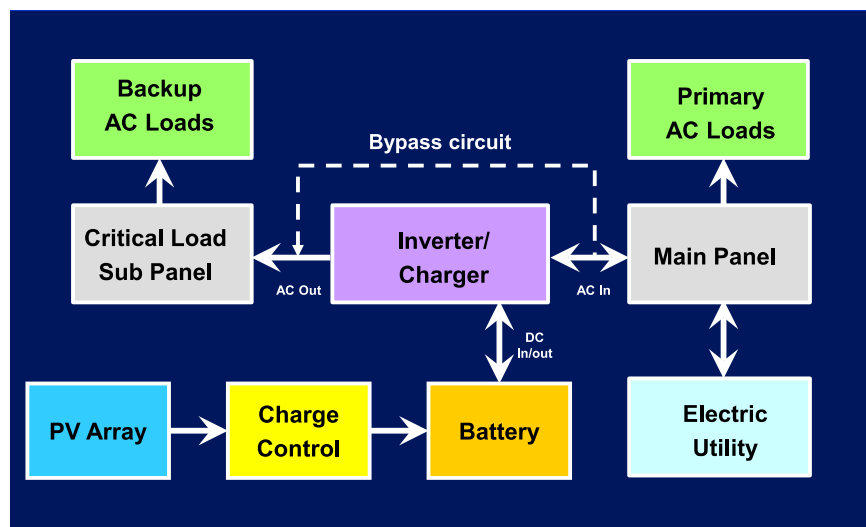 Backup
AC Loads
Primary
AC Loads
Bypass circuit
Critical Load
Sub Panel
Inverter/
Charger
Main Panel
AC Out
AC In
DC
In/out
PV Array
Charge
Control
Battery
Electric
Utility